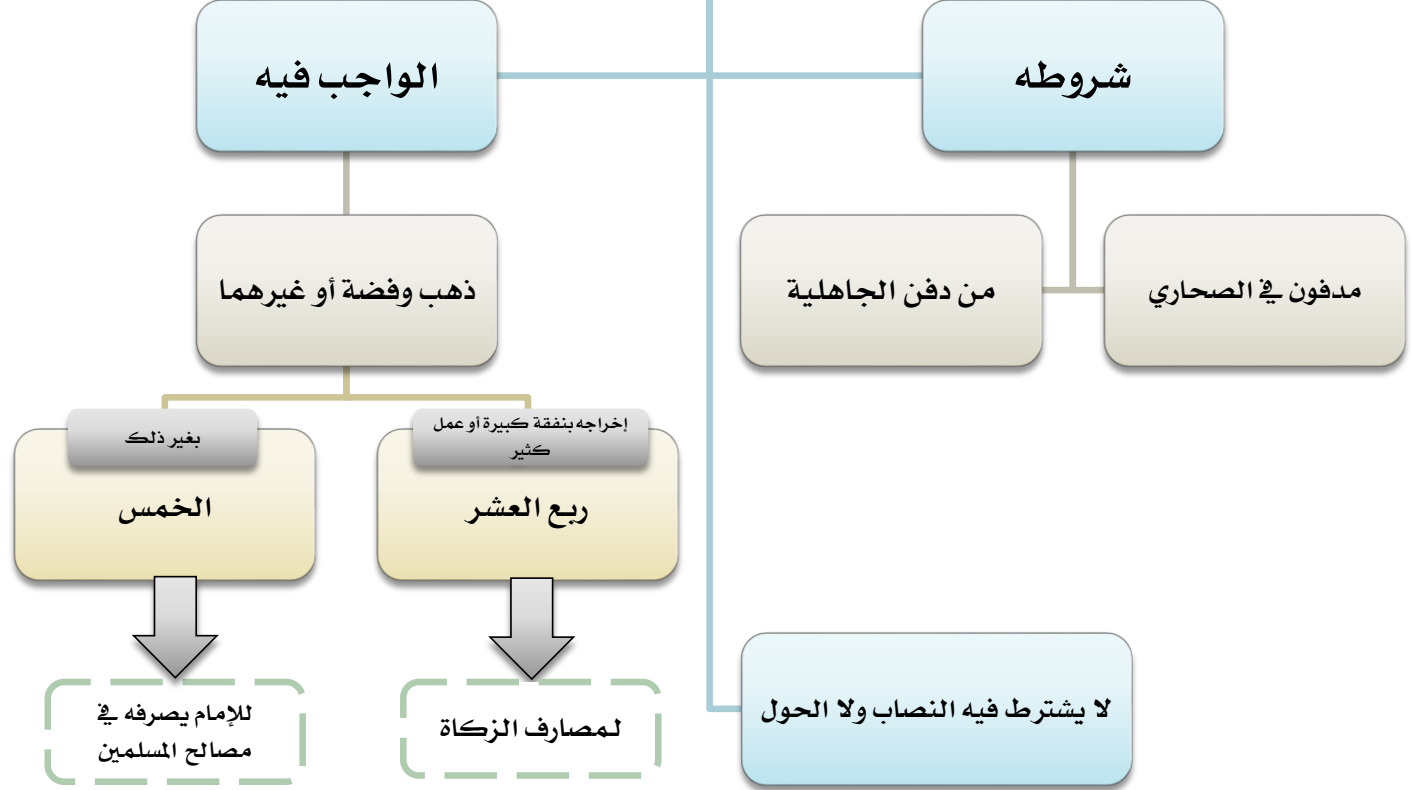 شروطه
الواجب فيه
مدفون في الصحاري
من دفن الجاهلية
ذهب وفضة أو غيرهما
إخراجه بنفقة كبيرة أو عمل
كثير
ربع العشر
بغير ذلك
الخمس
لمصارف الزكاة
للإمام يصرفه في
مصالح المسلمين
لا يشترط فيه النصاب ولا الحول